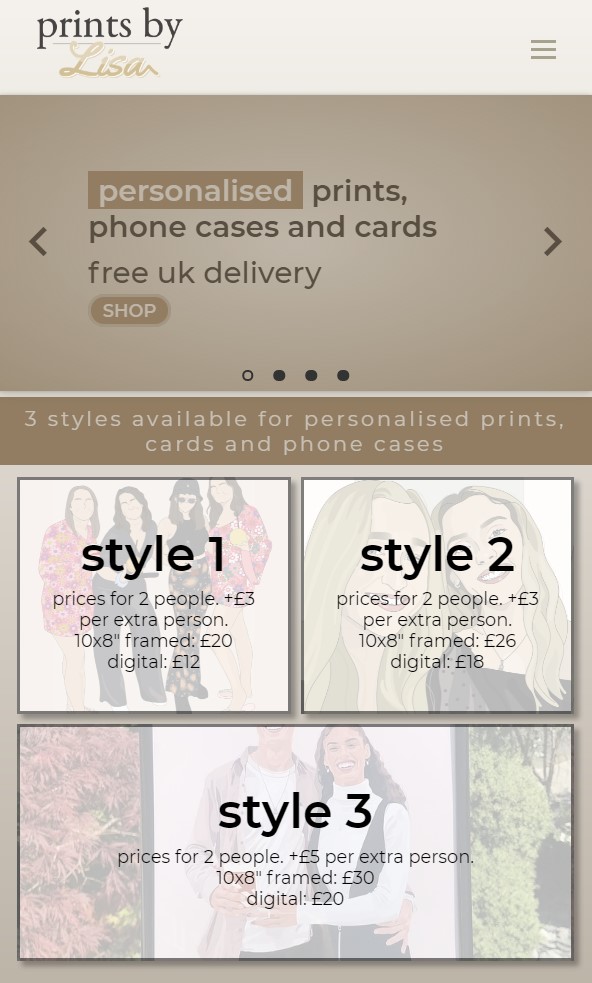 prints by
Lisa
personalised prints,
phone cases and cards
free uk delivery
SHOP
3 styles available for personalised prints,
cards and phone cases
style 1
prices for 2 people. +£3
per extra person.
10x8" framed: £20
digital: £12
style 2
prices for 2 people. +£3
per extra person.
10x8" framed: £26
digital: £18
style 3
prices for 2 people. +£5 per extra person.
10x8" framed: £30
digital: £20